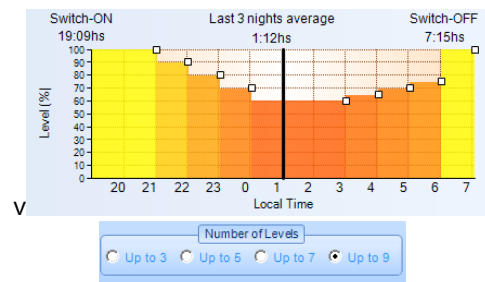 Switch-ON Last 3 nights average Switch-OFF
19:09hs 1:12hs 7:15hs
100
90
80
70
60
50
40
30
20
10
0
Level [%]
20 21 22 23 0 1 2 3 4 5 6 7
Local Time
v
Number of Levels
Up to 3 Up to 5 Up to 7 Up to 9